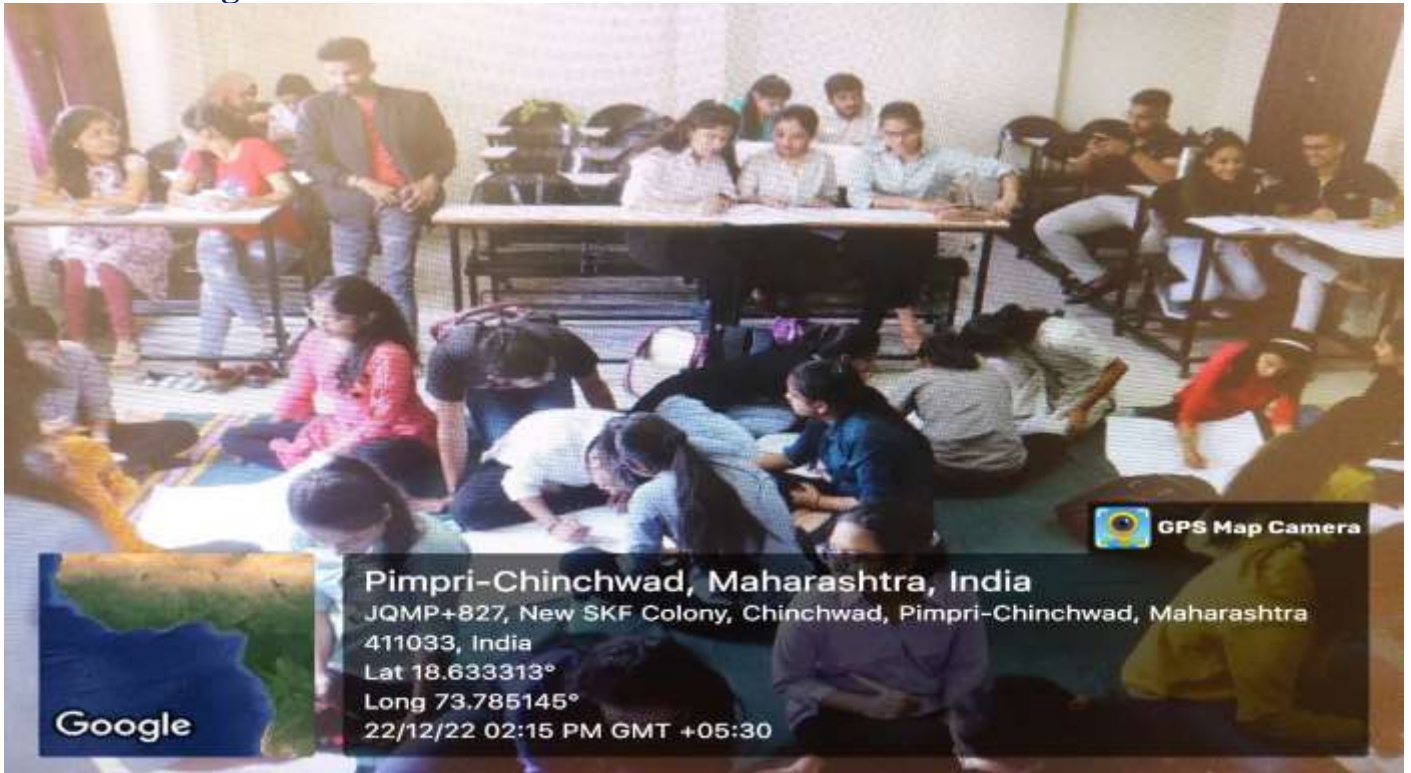 GPS Map Camera
Pimpri-Chinchwad, Maharashtra, India
JQMP+827, New SKF Colony, Chinchwad, Pimpri-Chinchwad, Maharashtra
411033, India
Lat 18.633313°
Long 73.785145°
22/12/22 02:15 PM GMT +05:30
Google